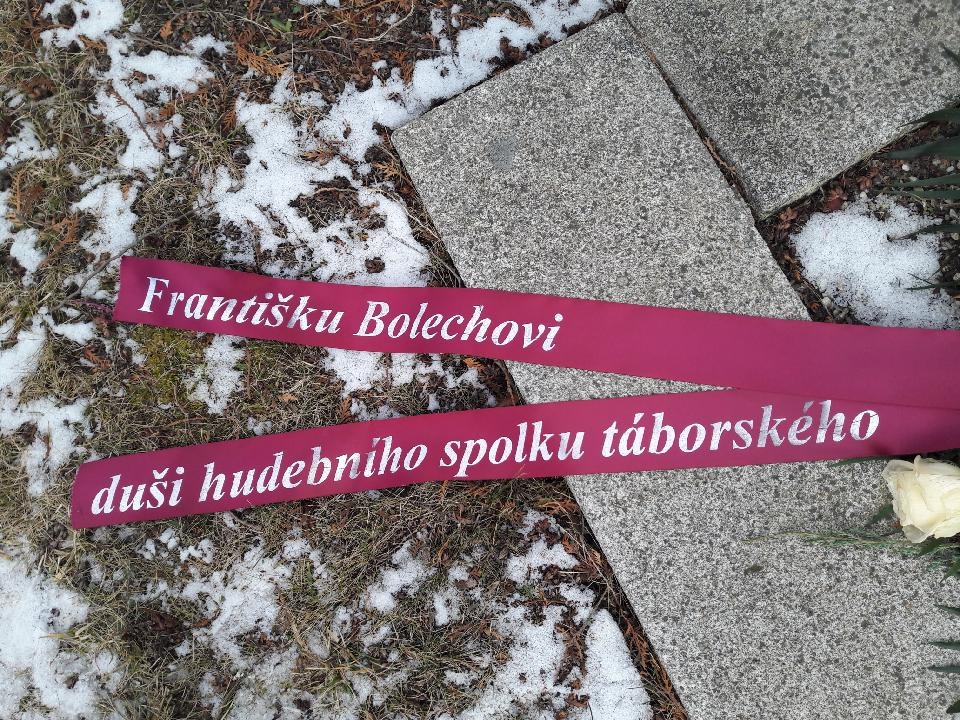 Františku Bolechovi
duši hudebního spolku táborského